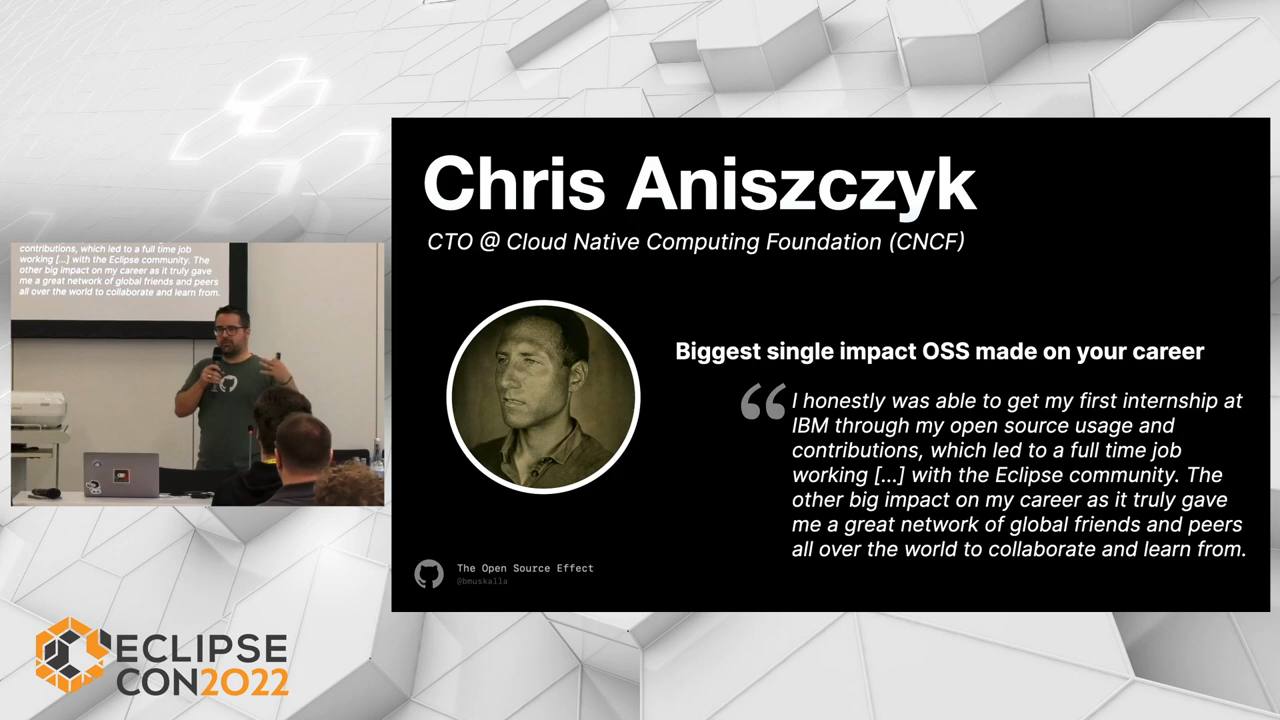 Chris Aniszczyk
CTO @ Cloud Native Computing Foundation (CNCF)
contributions, which led to a full time job
working [...] with the Eclipse community. The
other big impact on my career as it truly gave
me a great network of global friends and peers
all over the world to collaborate and learn from.
Biggest single impact OSS made on your career
“ I honestly was able to get my first internship at
IBM through my open source usage and
contributions, which led to a full time job
working [...] with the Eclipse community. The
other big impact on my career as it truly gave
me a great network of global friends and peers
all over the world to collaborate and learn from.
The Open Source Effect
@bmuskalla
ECLIPSE
CON2022